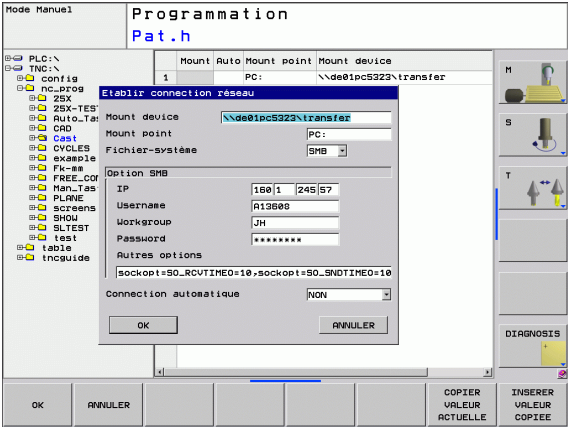 Mode Manuel
Programmation
Pat.h
PLC:\
TNC:\
config
nc_prog
25X
25X-TES
Auto_Tas
CAD
Cast
CYCLES
example
Fk-mm
FREE_CON
Man_Tas
PLANE
screens
SHOW
SLTEST
test
table
tncguide
Mount Auto Mount point Mount device
1 PC: \\de01pc5323\transfer
Etablir connection réseau
Mount device \\de01pc5323\transfer
Mount point PC:
Fichier-système SMB
Option SMB
IP 160 1 245 57
Username A13608
Workgroup JH
Password ********
Autres options
sockopt=SO_RCVTIMEO=10,sockopt=SO_SNDTIMEO=10
Connection automatique NON
OK ANNULER
M
S
T
DIAGNOSIS
OK
ANNULER
COPIER
VALEUR
ACTUELLE
INSERER
VALEUR
COPIEE